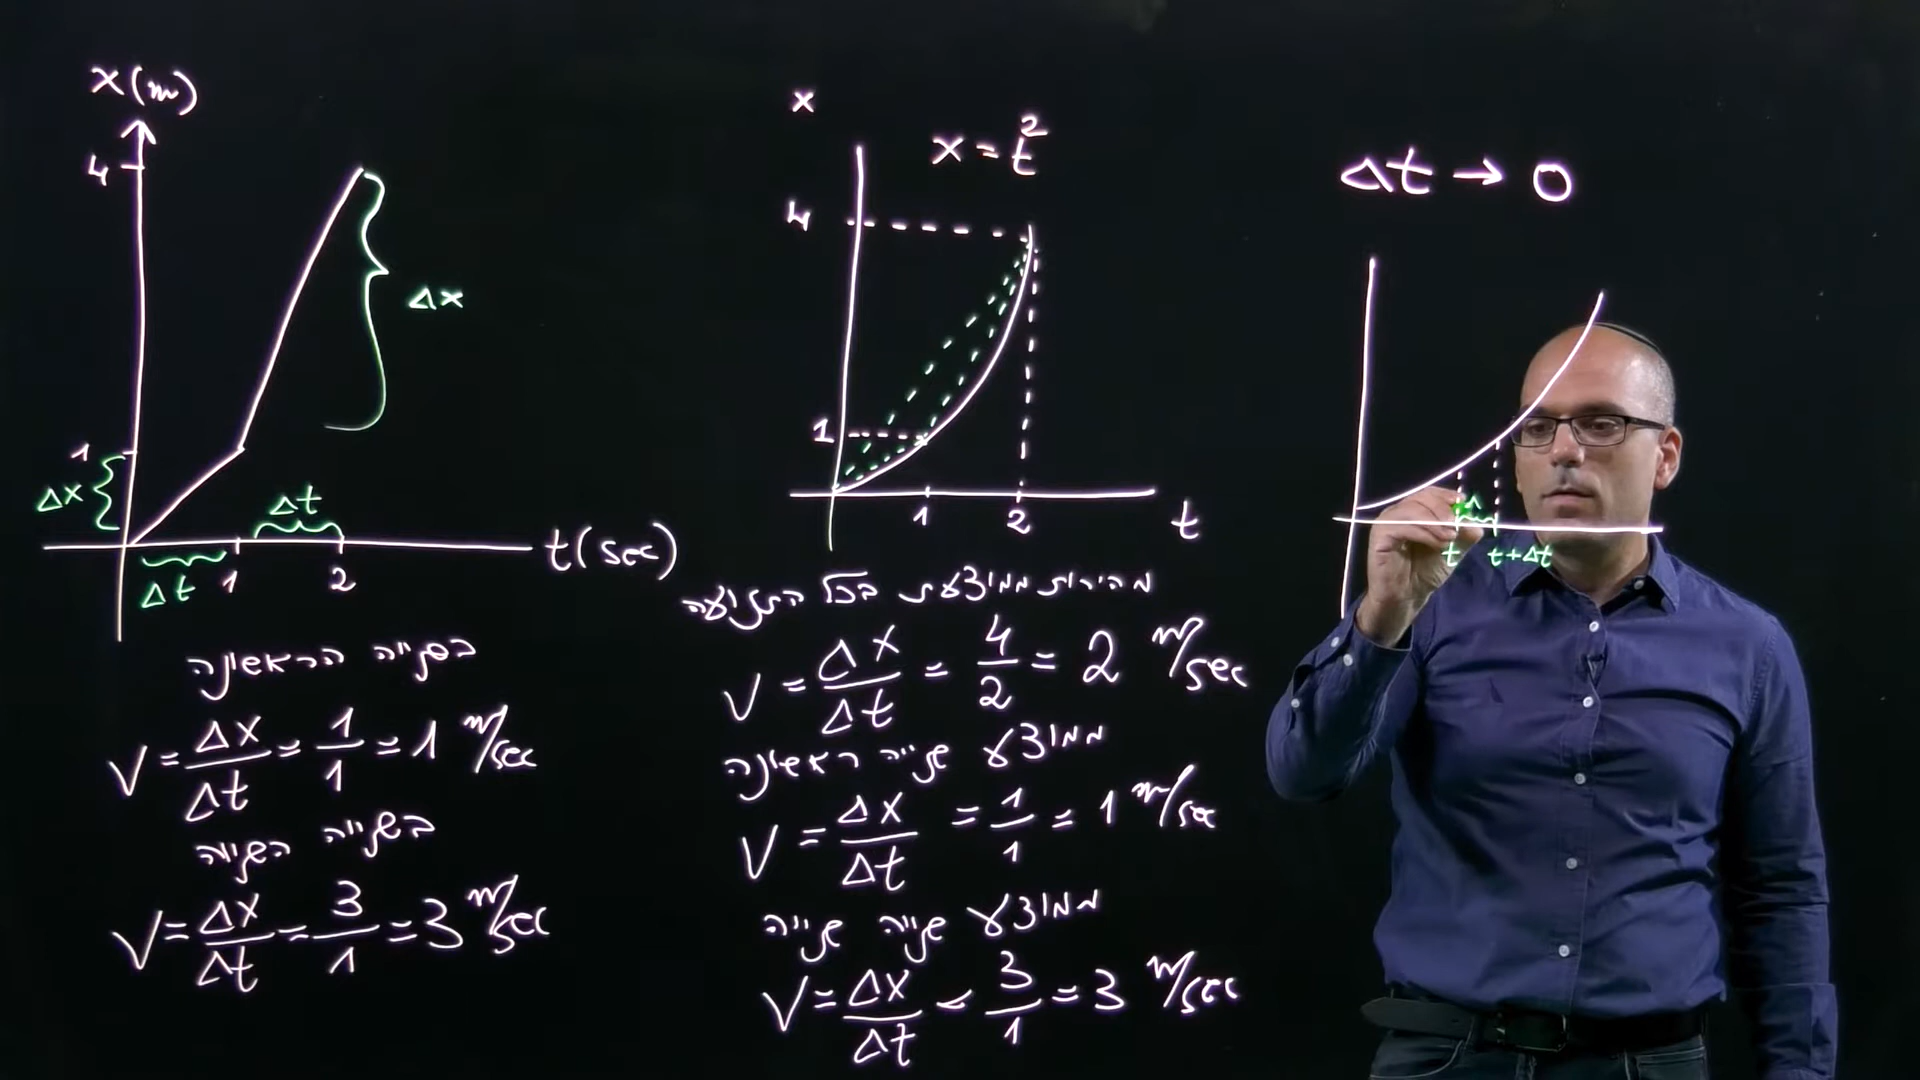 x(m)
4
Δx
1
Δx
Δt
t(sec)
Δt
1
2
בשנייה הראשונה
V = Δx/Δt = 1/1 = 1 m/sec
בשנייה השנייה
V = Δx/Δt = 3/1 = 3 m/sec
x
x = t²
4
1
1
2
t
מהירות ממוצעת בכל התנועה
V = Δx/Δt = 4/2 = 2 m/sec
ממוצע שנייה ראשונה
V = Δx/Δt = 1/1 = 1 m/sec
ממוצע שנייה שנייה
V = Δx/Δt = 3/1 = 3 m/sec
Δt → 0
t
t+Δt